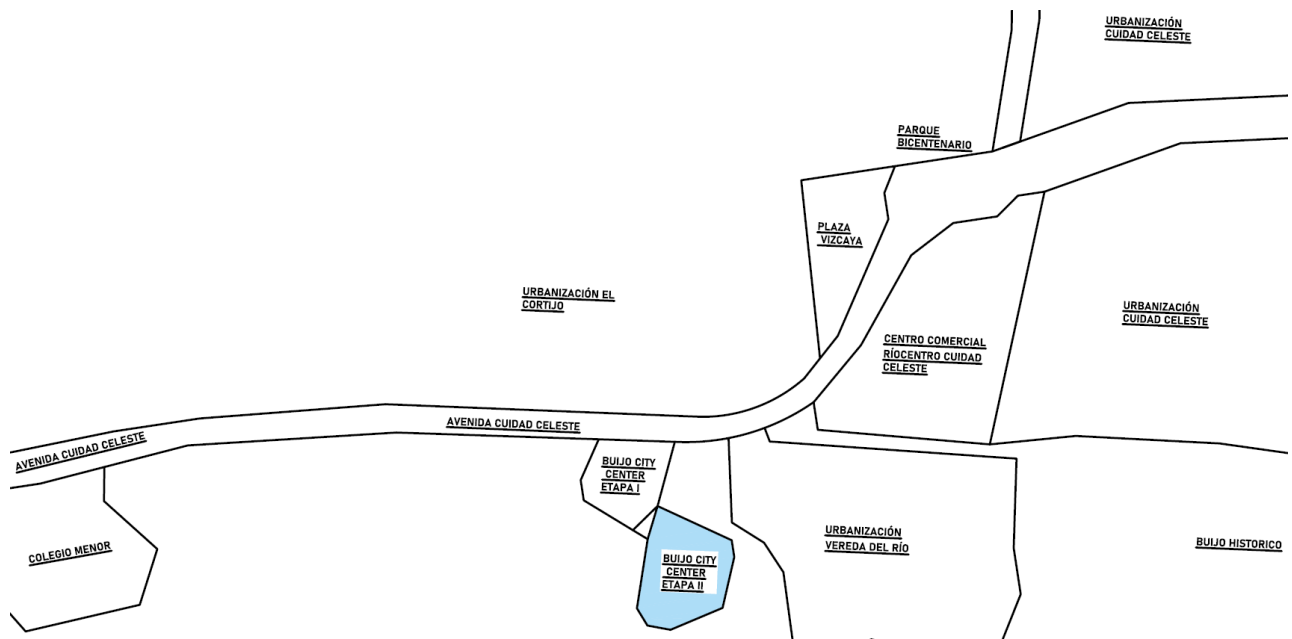 URBANIZACIÓN
CUIDAD CELESTE
PARQUE
BICENTENARIO
PLAZA
VIZCAYA
URBANIZACIÓN EL
CORTIJO
URBANIZACIÓN
CUIDAD CELESTE
CENTRO COMERCIAL
RÍOCENTRO CUIDAD
CELESTE
AVENIDA CUIDAD CELESTE
AVENIDA CUIDAD CELESTE
BUIJO CITY
CENTER
ETAPA I
COLEGIO MENOR
BUIJO CITY
CENTER
ETAPA II
URBANIZACIÓN
VEREDA DEL RÍO
BUIJO HISTORICO